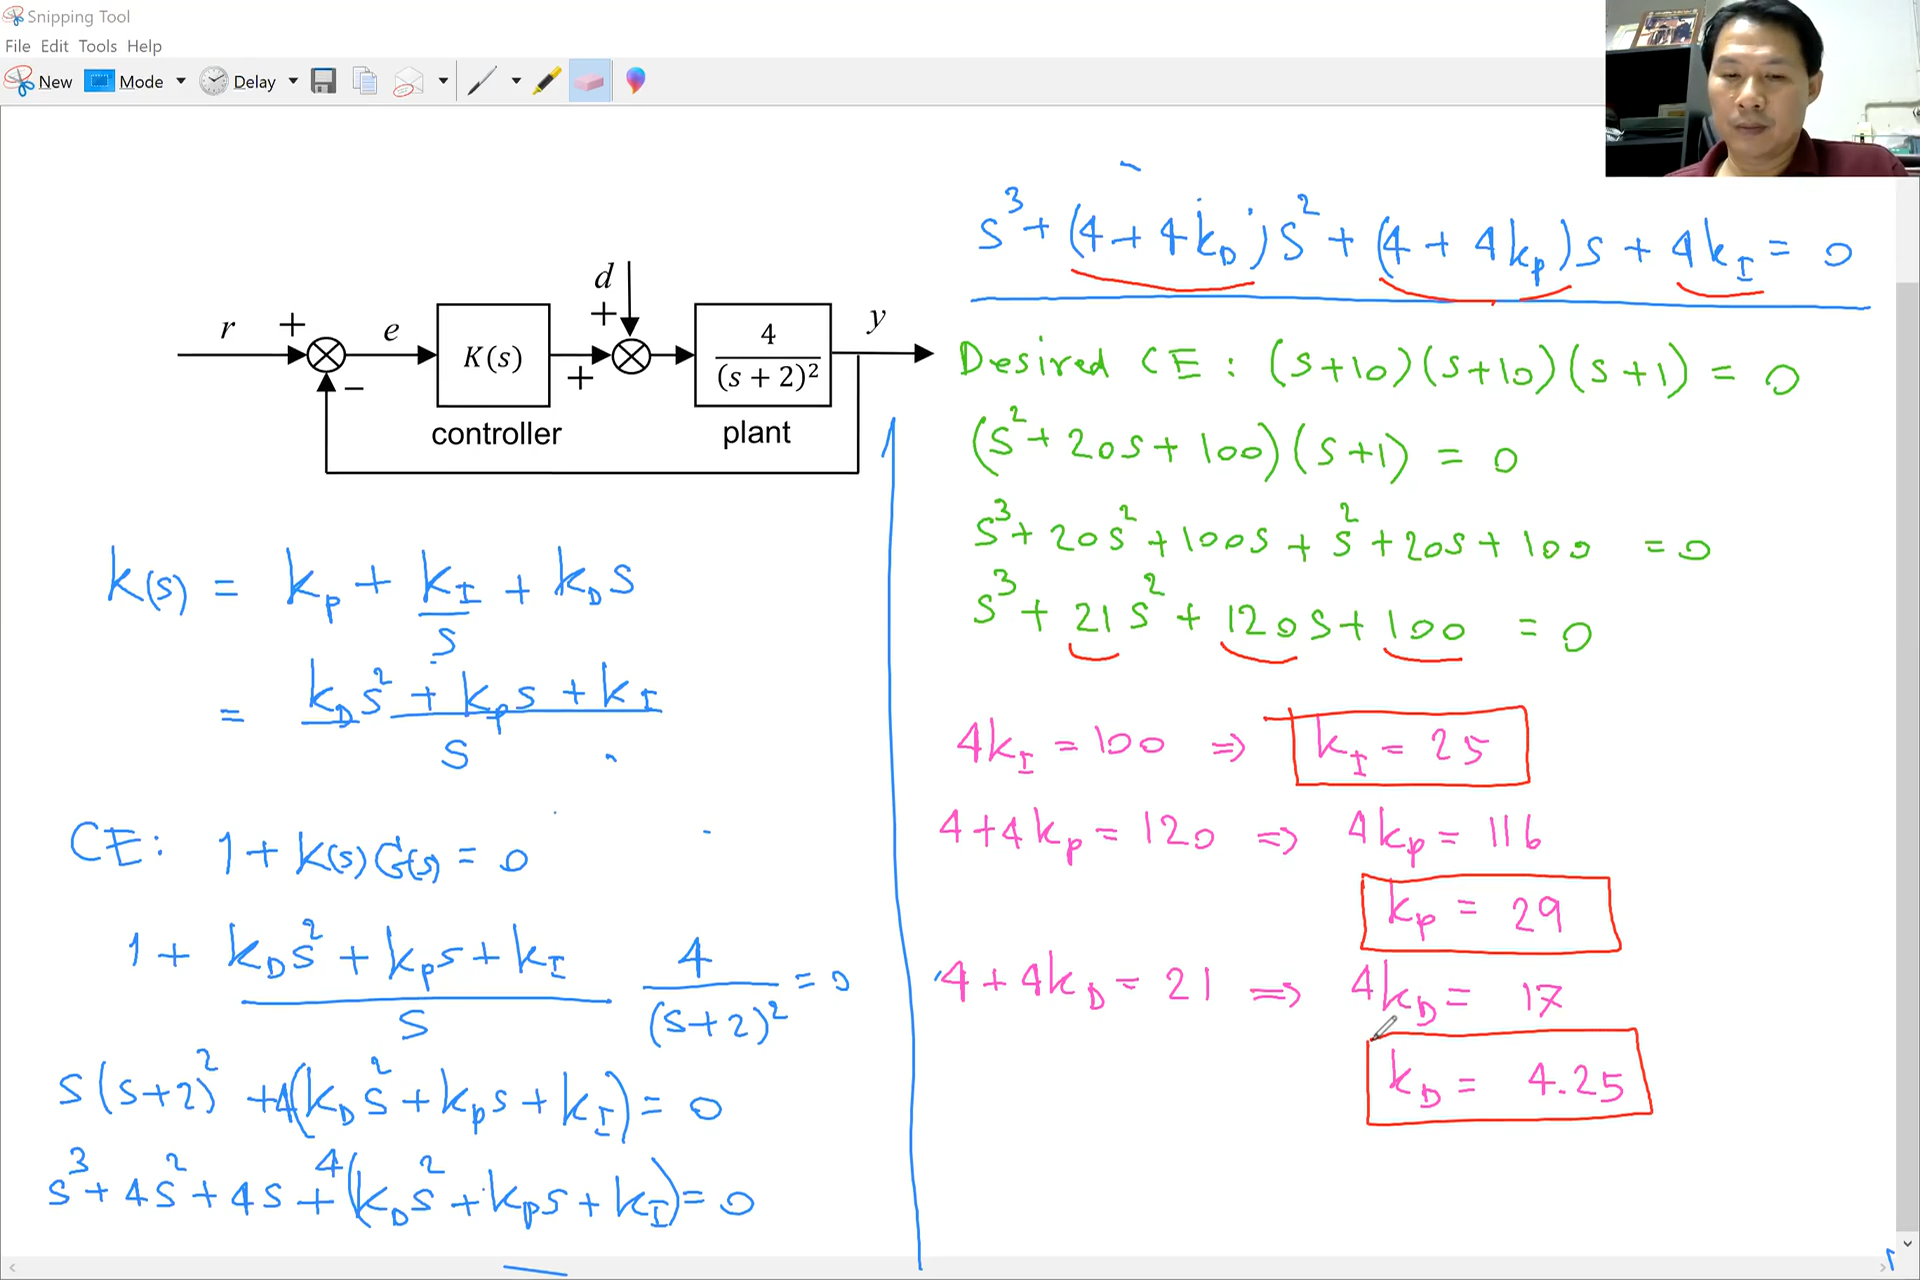 Snipping Tool
File Edit Tools Help
New Mode Delay
r + e K(s) + d + 4/(s + 2)² y
−
controller plant
k(s) = k_p + k_I/s + k_D s
= (k_D s² + k_p s + k_I)/s
CE: 1 + k(s)G(s) = 0
1 + (k_D s² + k_p s + k_I)/s 4/(s+2)² = 0
s(s+2)² + 4(k_D s² + k_p s + k_I) = 0
s³ + 4s² + 4s + 4(k_D s² + k_p s + k_I) = 0
s³ + (4 + 4k_D)s² + (4 + 4k_p)s + 4k_I = 0
Desired CE: (s+10)(s+10)(s+1) = 0
(s² + 20s + 100)(s+1) = 0
s³ + 20s² + 100s + s² + 20s + 100 = 0
s³ + 21s² + 120s + 100 = 0
4k_I = 100 ⇒ k_I = 25
4 + 4k_p = 120 ⇒ 4k_p = 116
k_p = 29
4 + 4k_D = 21 ⇒ 4k_D = 17
k_D = 4.25